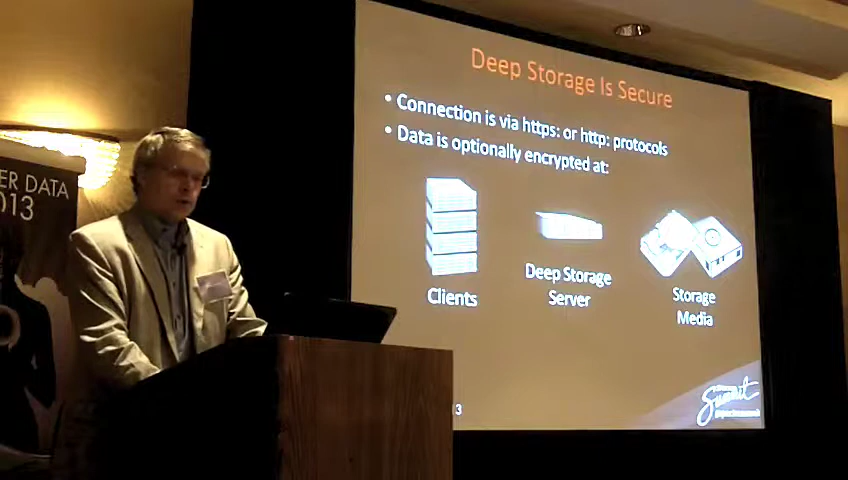 Deep Storage Is Secure
• Connection is via https: or http: protocols
• Data is optionally encrypted at:
Clients
Deep Storage
Server
Storage
Media
Summit
3
ER DATA
013